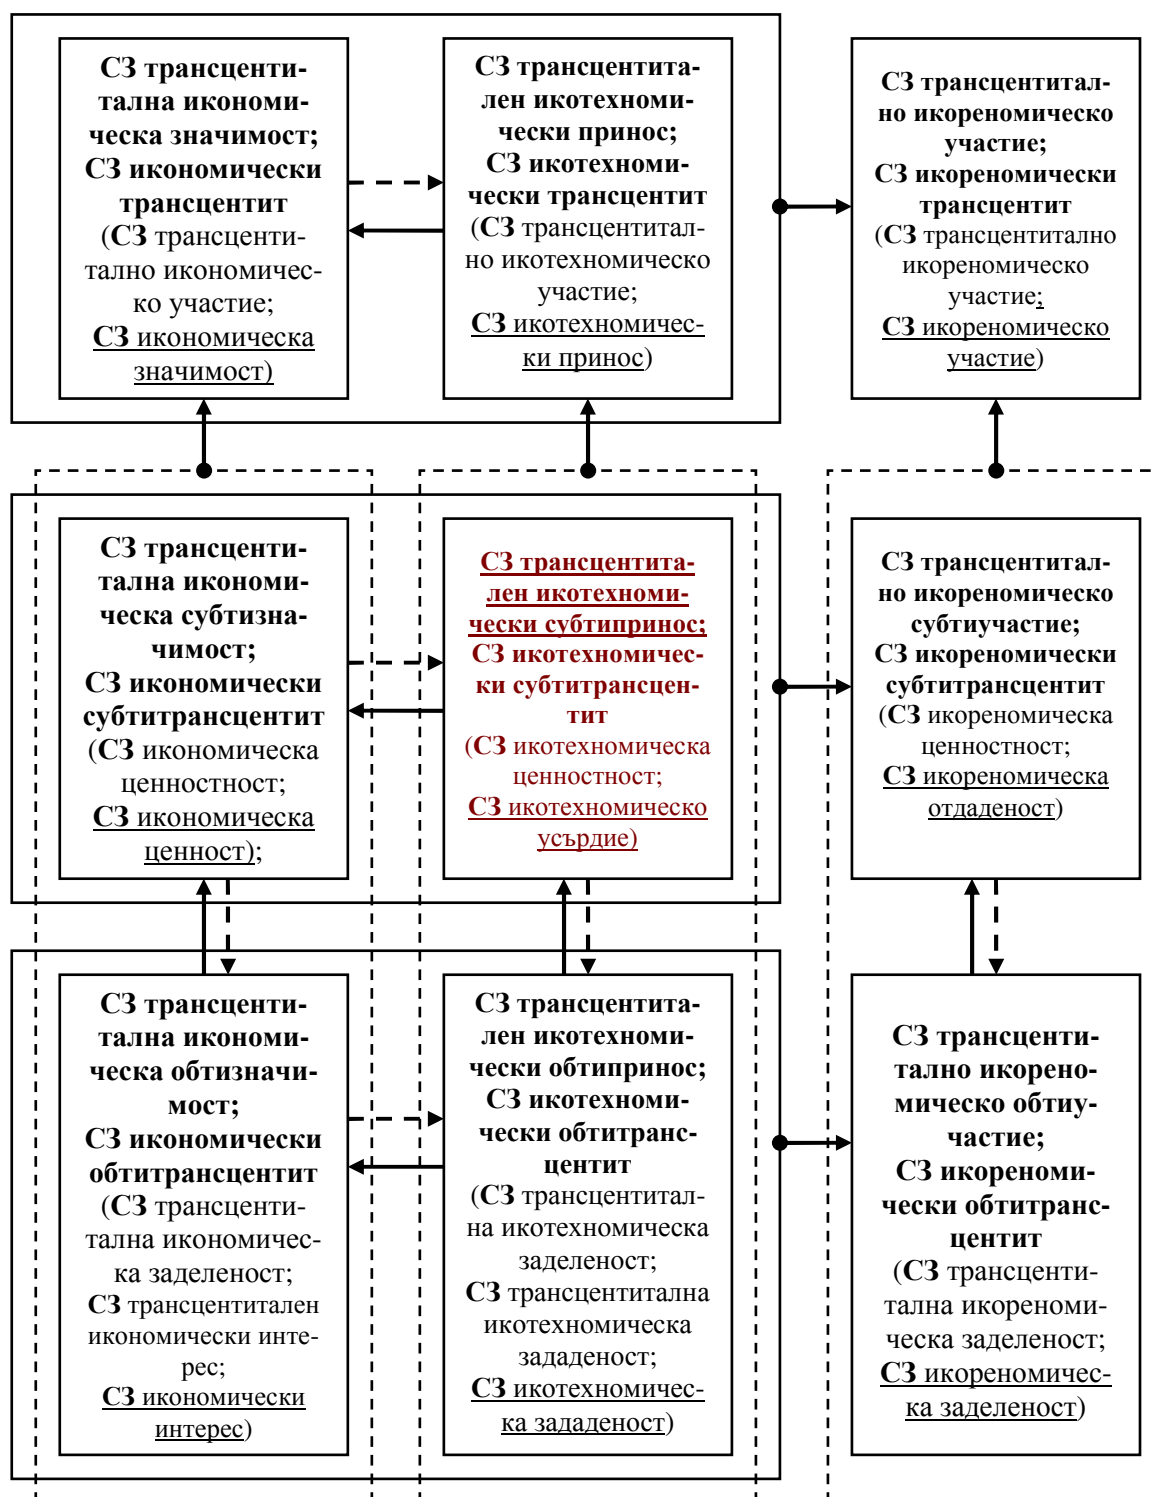 СЗ трансценти-
тална икономи-
ческа значимост;
СЗ икономически
трансцентит
(СЗ трансценти-
тално икономичес-
ко участие;
СЗ икономическа
значимост)
СЗ трансцентита-
лен икотехноми-
чески принос;
СЗ икотехноми-
чески трансцентит
(СЗ трансцентитал-
но икотехномическо
участие;
СЗ икотехномичес-
ки принос)
СЗ трансцентитал-
но икореномическо
участие;
СЗ икореномически
трансцентит
(СЗ трансцентитално
икореномическо
участие;
СЗ икореномическо
участие)
СЗ трансценти-
тална икономи-
ческа субтизна-
чимост;
СЗ икономически
субтитрансцентит
(СЗ икономическа
ценностност;
СЗ икономическа
ценност);
СЗ трансцентита-
лен икотехноми-
чески субтипринос;
СЗ икотехномичес-
ки субтитрансцен-
тит
(СЗ икотехномическа
ценностност;
СЗ икотехномическо
усърдие)
СЗ трансцентитал-
но икореномическо
субтиучастие;
СЗ икореномически
субтитрансцентит
(СЗ икореномическа
ценностност;
СЗ икореномическа
отдаденост)
СЗ трансценти-
тална икономи-
ческа обтизначи-
мост;
СЗ икономически
обтитрансцентит
(СЗ трансценти-
тална икономичес-
ка заделеност;
СЗ трансцентитален
икономически инте-
рес;
СЗ икономически
интерес)
СЗ трансцентита-
лен икотехноми-
чески обтипринос;
СЗ икотехноми-
чески обтитранс-
центит
(СЗ трансцентитал-
на икотехномическа
заделеност;
СЗ трансцентитална
икотехномическа
зададеност;
СЗ икотехномичес-
ка зададеност)
СЗ трансценти-
тално икорено-
мическо обтиу-
частие;
СЗ икореноми-
чески обтитранс-
центит
(СЗ трансценти-
тална икореноми-
ческа заделеност;
СЗ икореномичес-
ка заделеност)